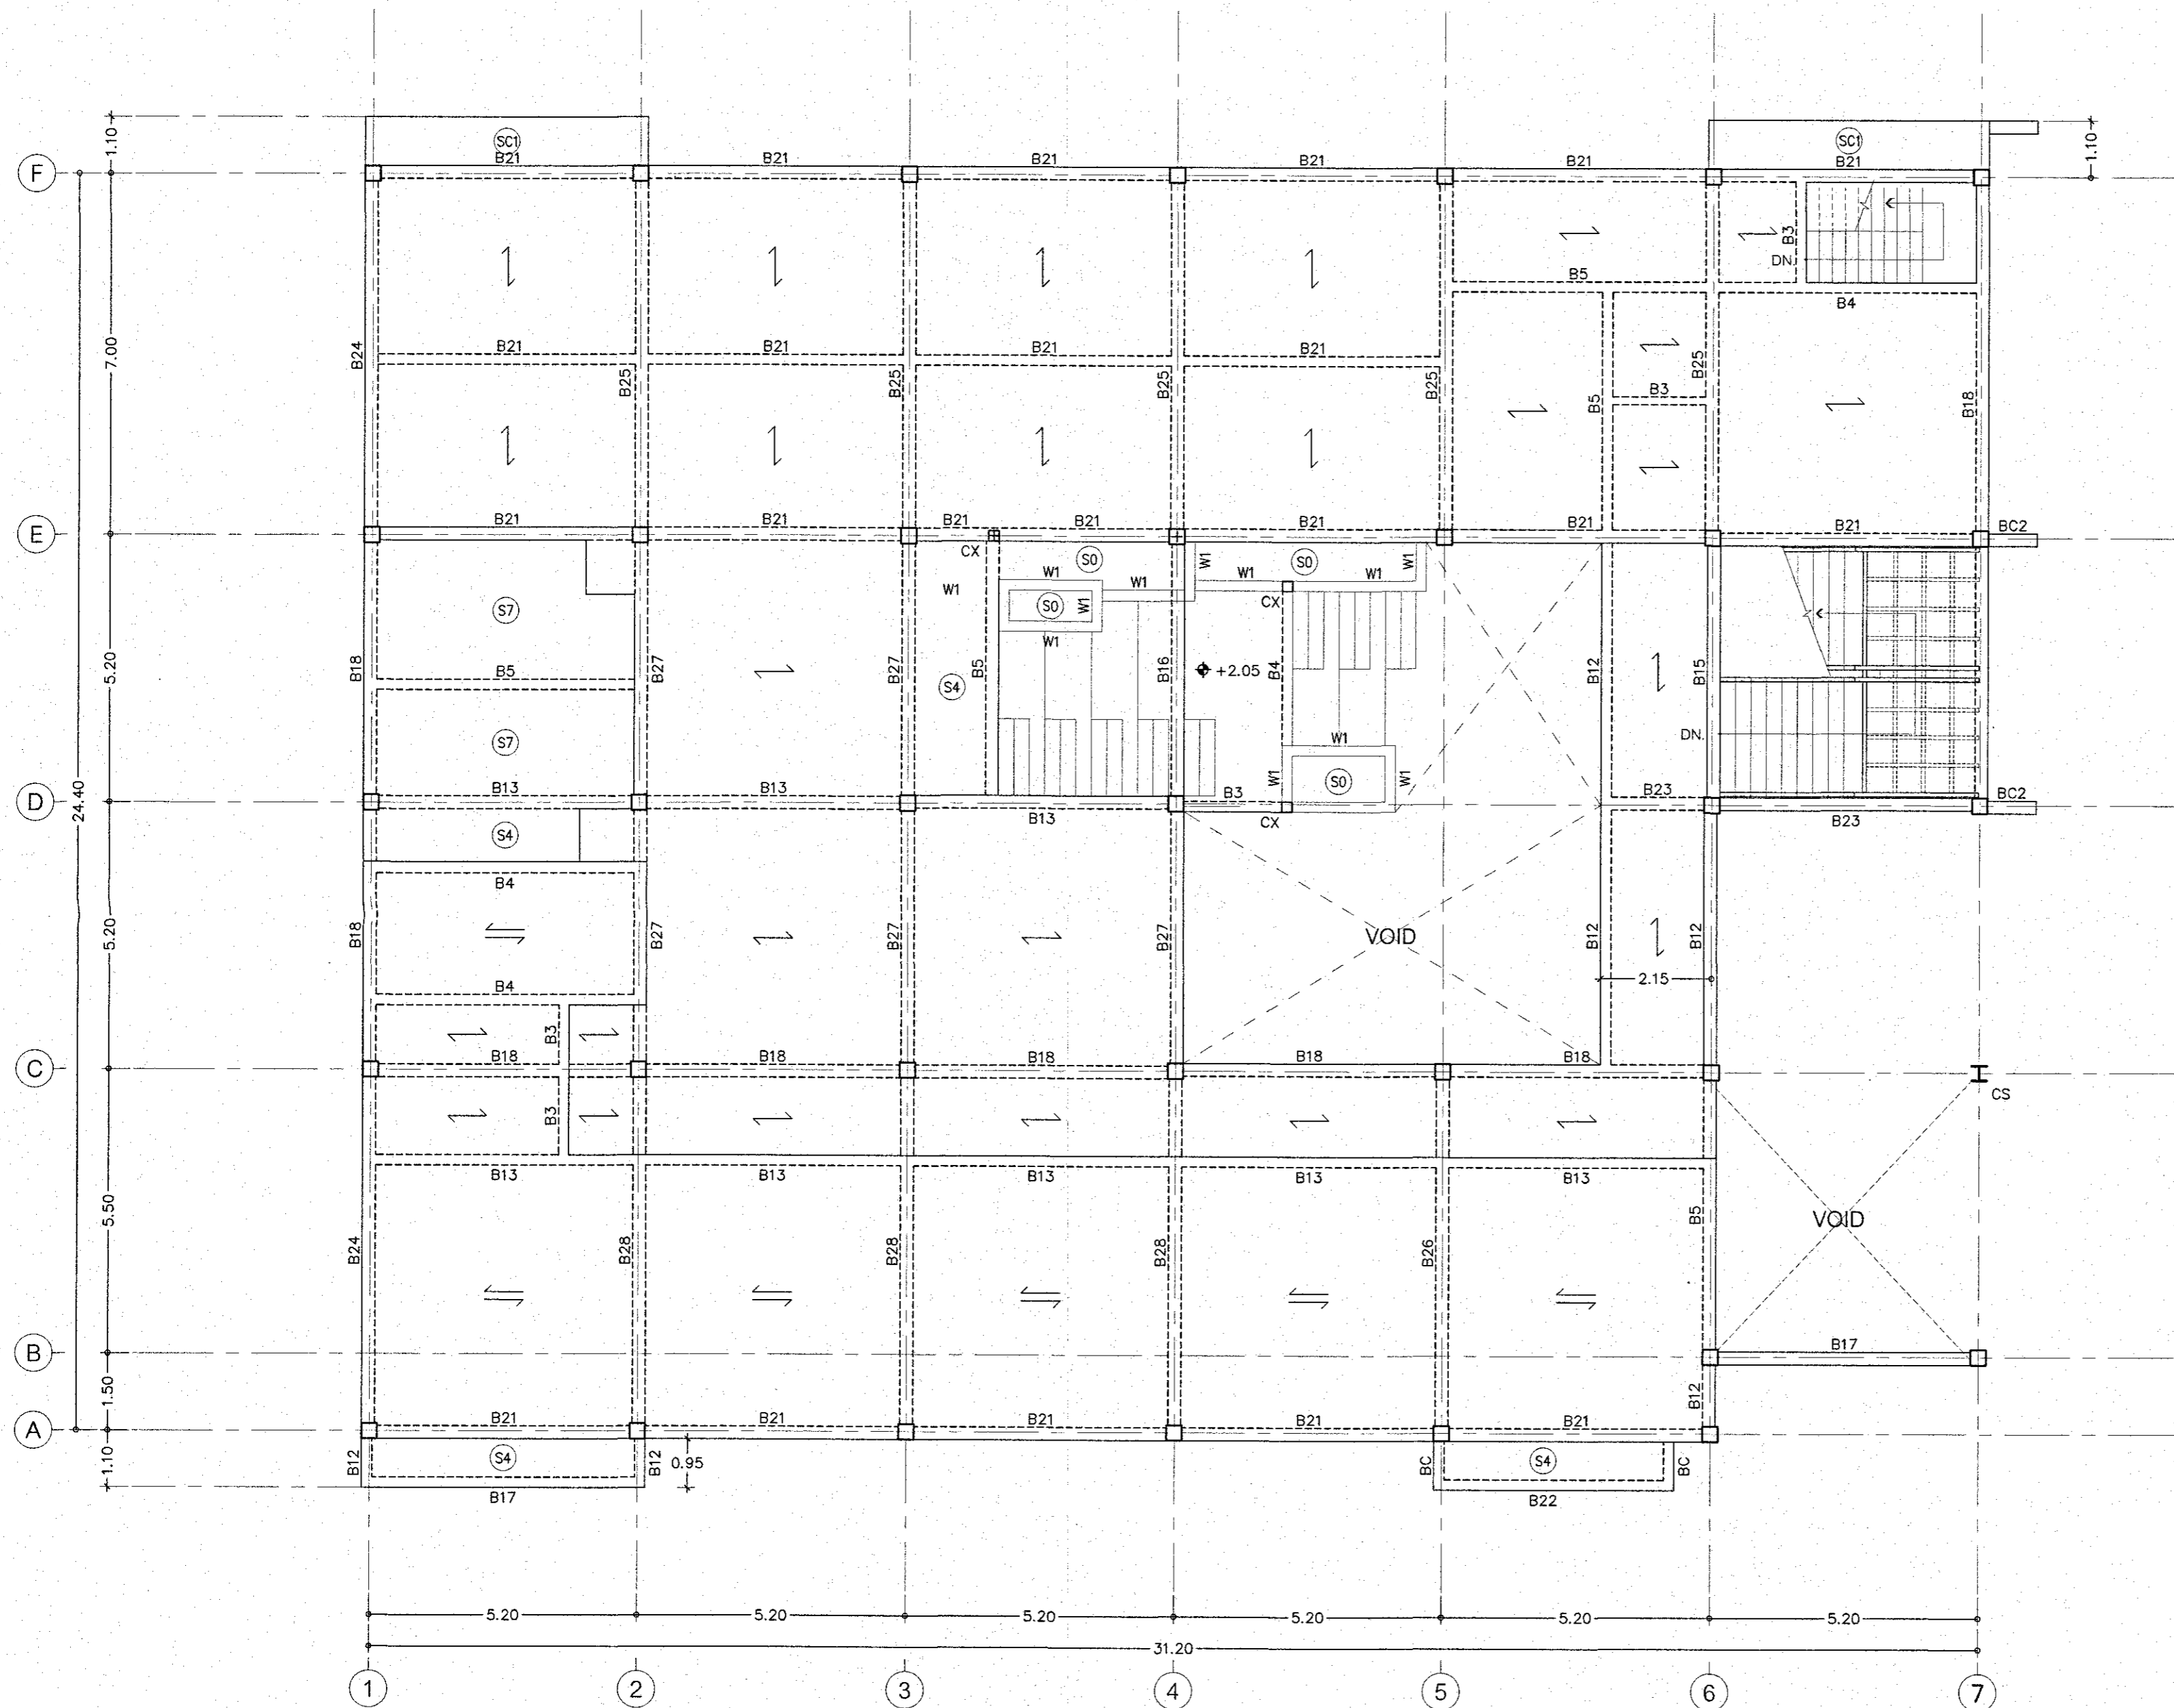 SC1
SC1
1.10
1.10
F
B21
B21
B21
B21
B21
B21
B3
DN.
B5
B4
7.00
B24
B21
B21
B21
B21
B25
B25
B25
B25
B5
B3
B25
B18
E
B21
B21
B21
B21
B21
B21
B21
BC2
CX
S0
W1
S0
W1
W1
W1
W1
W1
S7
S0
W1
CX
W1
5.20
B18
B5
B27
B27
S4
B5
B16
+2.05
B4
B12
B15
S7
DN.
W1
W1
S0
W1
D
24.40
B13
B13
B13
B3
CX
B23
B23
BC2
S4
B4
5.20
B18
B27
B27
B27
VOID
B12
B12
B4
2.15
B3
C
B18
B18
B18
B18
B18
CS
B3
B13
B13
B13
B13
B13
5.50
B24
B28
B28
B28
B26
B5
VOID
B
B17
1.50
B12
A
B21
B21
B21
B21
B21
1.10
B12
S4
B12
0.95
BC
S4
BC
B17
B22
5.20
5.20
5.20
5.20
5.20
5.20
31.20
1
2
3
4
5
6
7